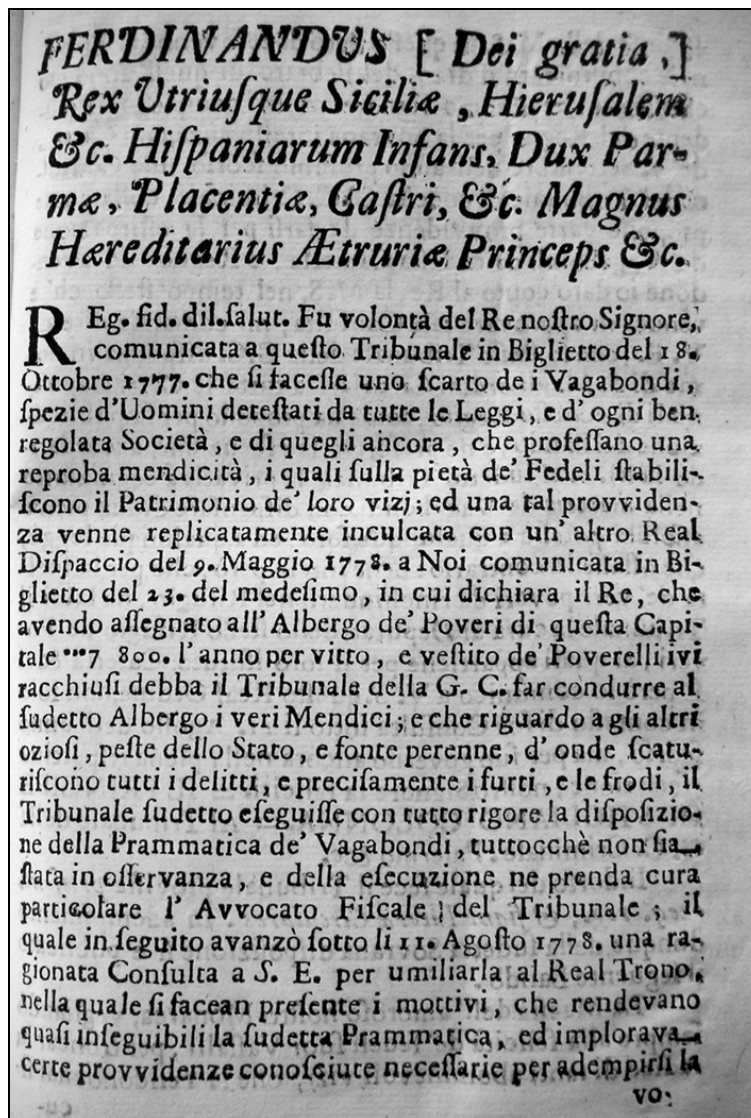 FERDINANDUS [ Dei gratia , ]
Rex Utriuſque Siciliæ , Hieruſalem
&c. Hiſpaniarum Infans, Dux Par-
mæ, Placentiæ, Caſtri, &c. Magnus
Hæreditarius Ætruriæ Princeps &c.
REg. fid. dil. ſalut. Fu volontà del Re noſtro Signore,
comunicata a queſto Tribunale in Biglietto del 18.
Ottobre 1777. che ſi faceſſe uno ſcarto de i Vagabondi ,
ſpezie d'Uomini deteſtati da tutte le Leggi , e d' ogni ben
regolata Società , e di quegli ancora , che profeſſano una
reproba mendicità , i quali ſulla pietà de' Fedeli ſtabili-
ſcono il Patrimonio de' loro vizj ; ed una tal provviden-
za venne replicatamente inculcata con un' altro Real
Diſpaccio del 9. Maggio 1778. a Noi comunicata in Bi-
glietto del 23. del medeſimo , in cui dichiara il Re , che
avendo aſſegnato all' Albergo de' Poveri di queſta Capi-
tale 7 800. l' anno per vitto , e veſtito de' Poverelli ivi
racchiuſi debba il Tribunale della G. C. far condurre al
ſudetto Albergo i veri Mendici ; e che riguardo a gli altri
ozioſi , peſte dello Stato , e fonte perenne , d' onde ſcatu-
riſcono tutti i delitti , e preciſamente i furti , e le frodi , il
Tribunale ſudetto eſeguiſſe con tutto rigore la diſpoſizio-
ne della Prammatica de' Vagabondi , tuttocchè non ſia
ſtata in oſſervanza , e della eſecuzione ne prenda cura
particolare l' Avvocato Fiſcale del Tribunale ; il
quale in ſeguito avanzò ſotto li 11. Agoſto 1778. una ra-
gionata Conſulta a S. E. per umiliarla al Real Trono,
nella quale ſi facean preſente i mottivi , che rendevano
quaſi inſeguibili la ſudetta Prammatica , ed implorava
certe provvidenze conoſciute neceſſarie per adempirſi la
vo-